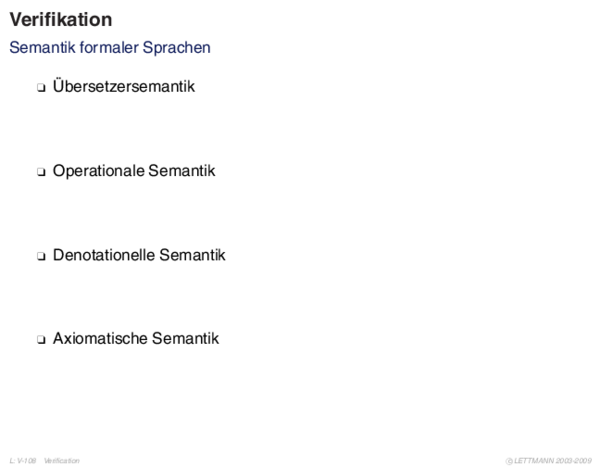 Verifikation
Semantik formaler Sprachen
❑ Übersetzersemantik
❑ Operationale Semantik
❑ Denotationelle Semantik
❑ Axiomatische Semantik
L: V-108 Verification
© LETTMANN 2003-2009